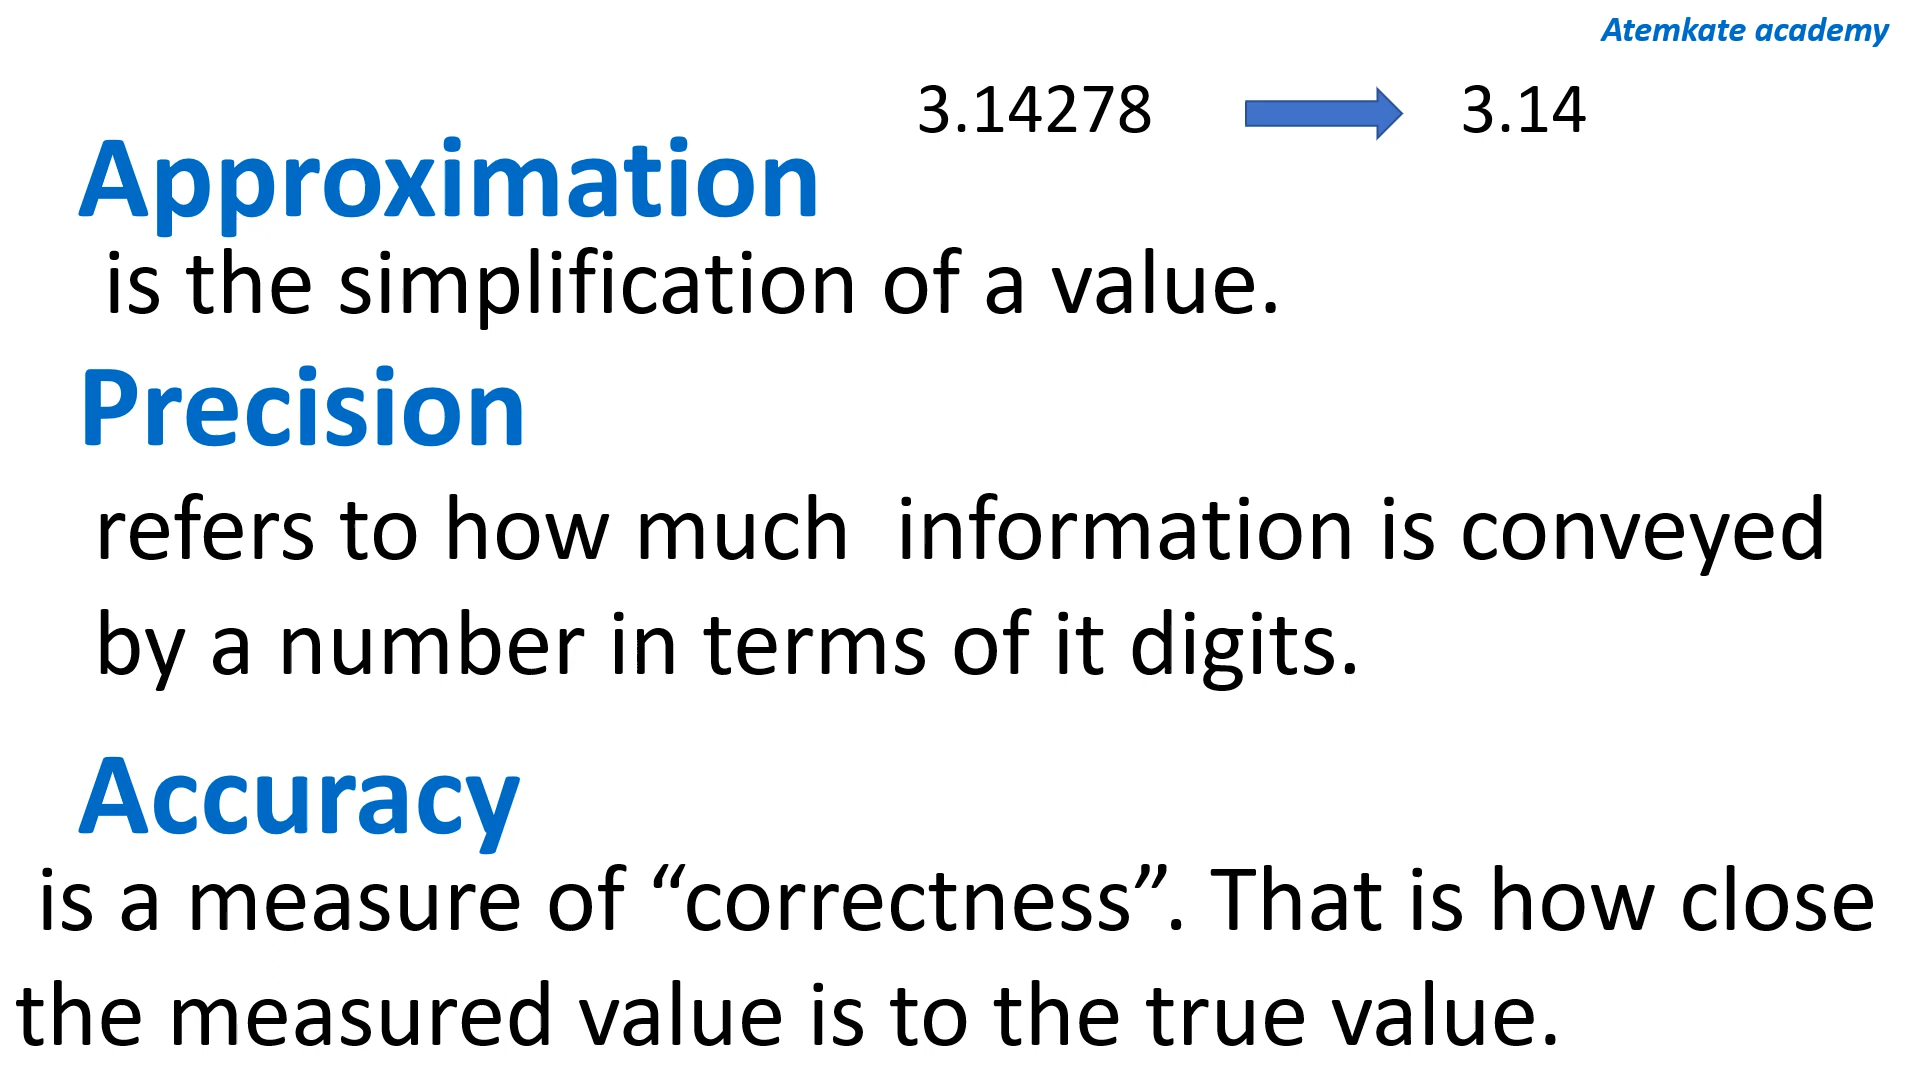 Atemkate academy
3.14278 3.14
Approximation
is the simplification of a value.
Precision
refers to how much information is conveyed
by a number in terms of it digits.
Accuracy
is a measure of “correctness”. That is how close
the measured value is to the true value.